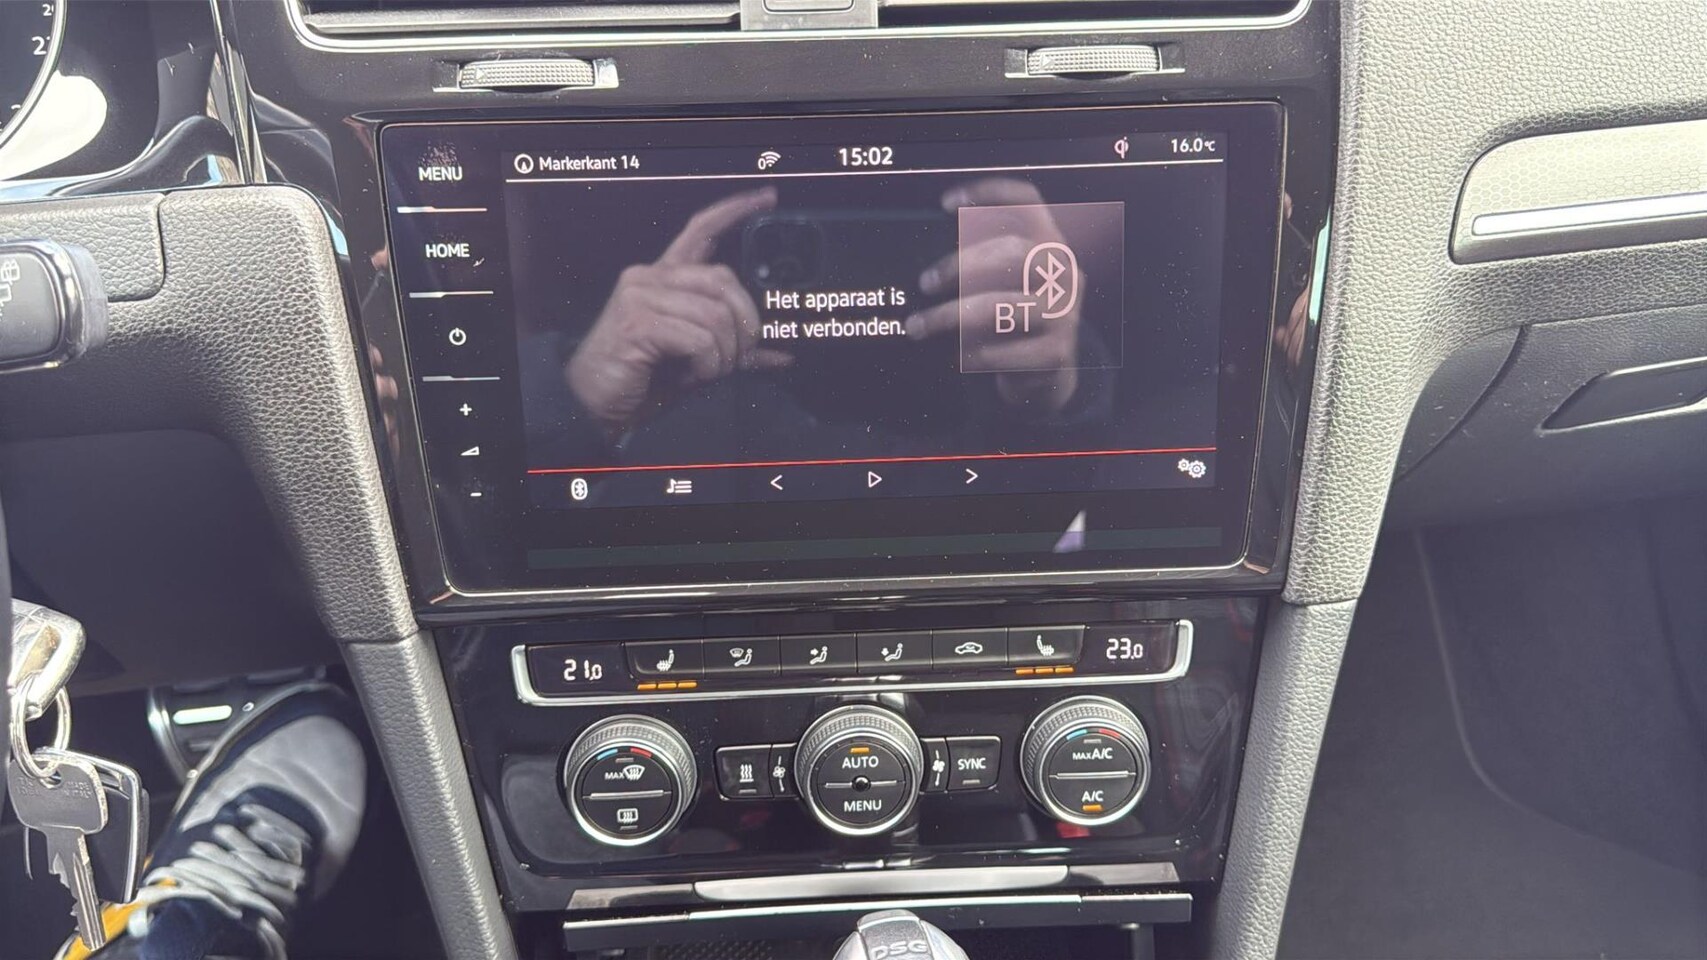 MENU
Markerkant 14
0
15:02
16.0°C
HOME
Het apparaat is
niet verbonden.
BT
+
-
21.0
23.0
MAX
AUTO
MENU
SYNC
MAX A/C
A/C
DSG